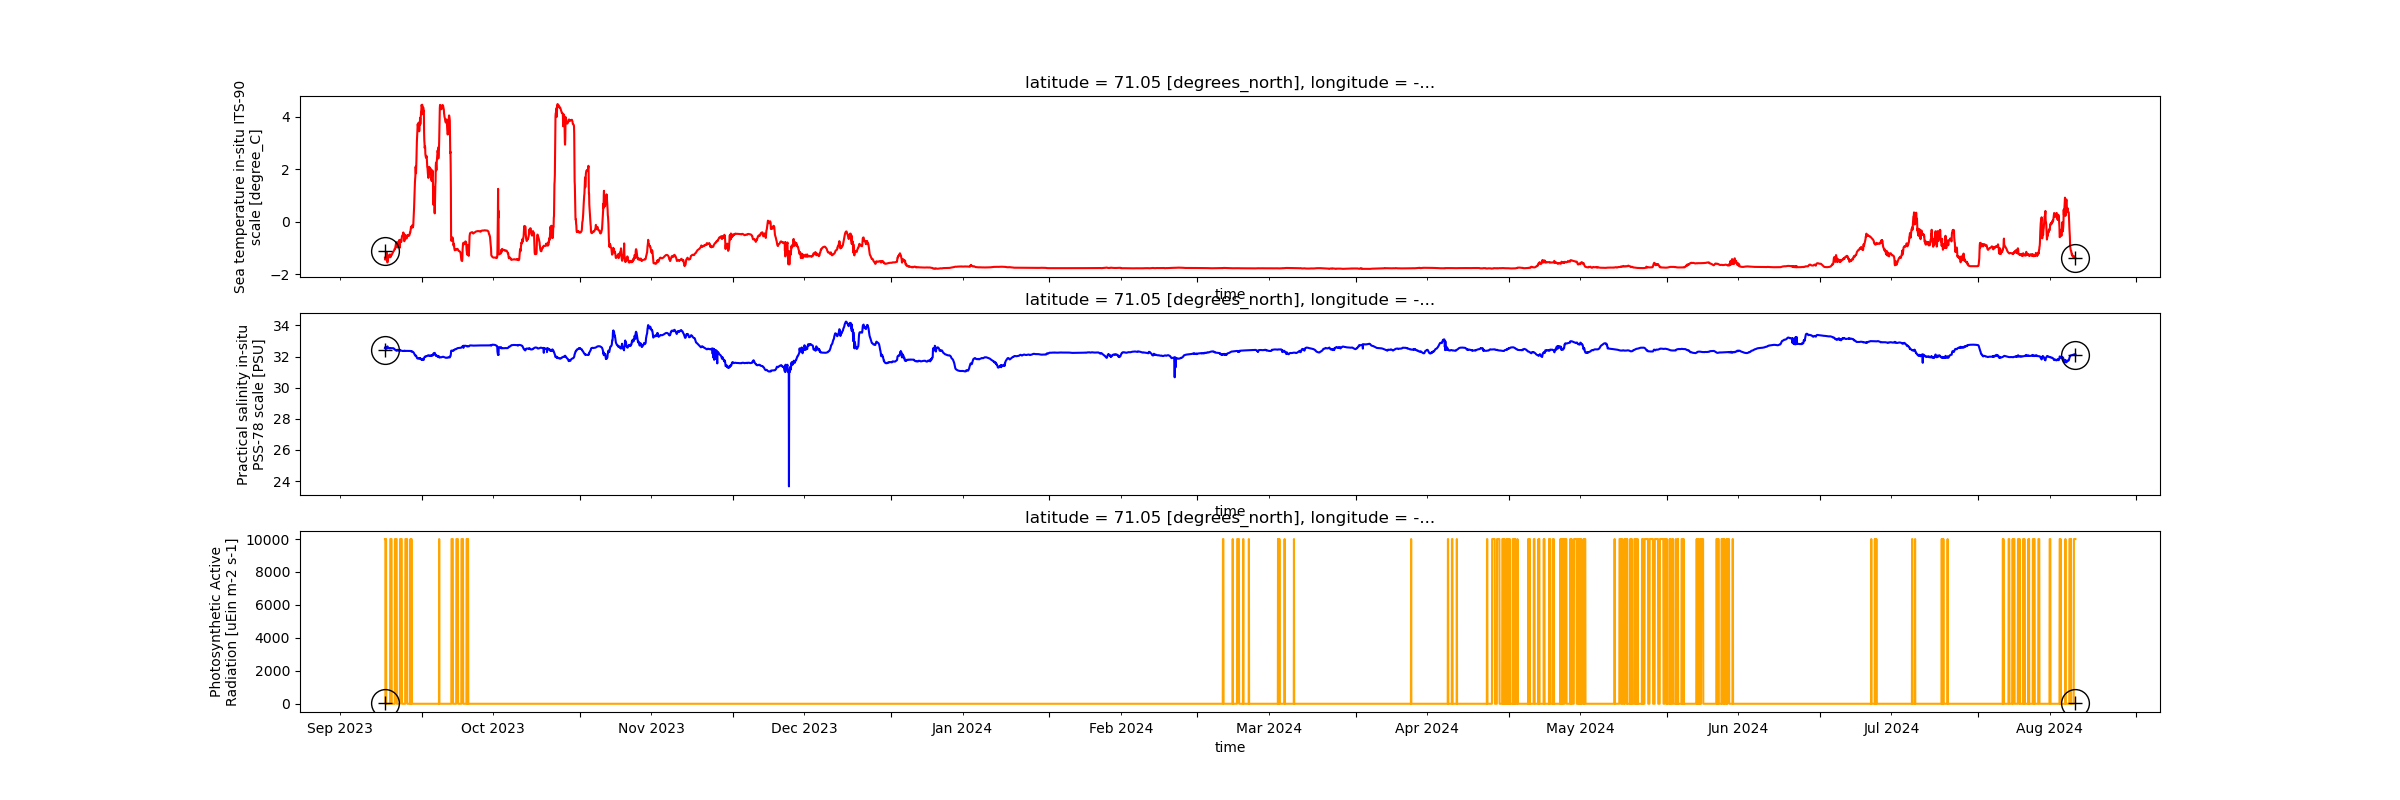 latitude = 71.05 [degrees_north], longitude = -...
Sea temperature in-situ ITS-90
scale [degree_C]
4
2
0
−2
time
latitude = 71.05 [degrees_north], longitude = -...
Practical salinity in-situ
PSS-78 scale [PSU]
34
32
30
28
26
24
time
latitude = 71.05 [degrees_north], longitude = -...
Photosynthetic Active
Radiation [uEin m-2 s-1]
10000
8000
6000
4000
2000
0
Sep 2023 Oct 2023 Nov 2023 Dec 2023 Jan 2024 Feb 2024 Mar 2024 Apr 2024 May 2024 Jun 2024 Jul 2024 Aug 2024
time